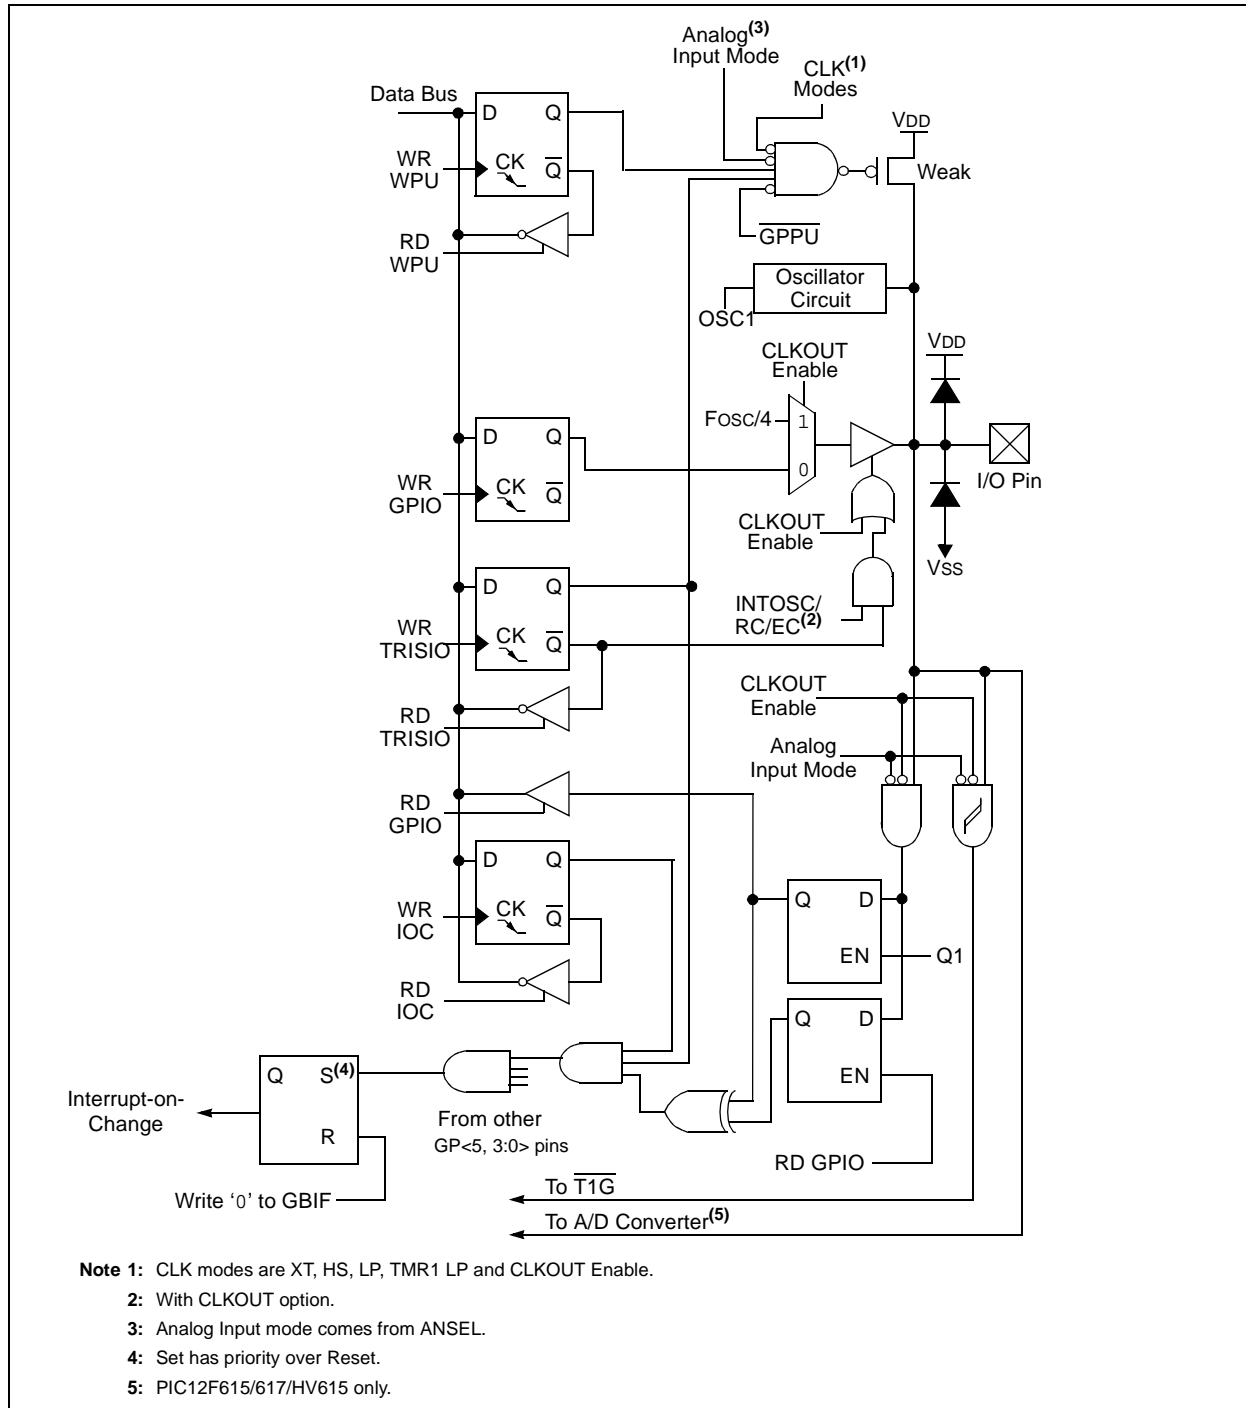 Analog(3)
Input Mode
CLK(1)
Modes
Data Bus
VDD
D Q
WR
WPU
CK Q
Weak
GPPU
RD
WPU
Oscillator
Circuit
OSC1
CLKOUT
Enable
VDD
FOSC/4
1
D Q
0
I/O Pin
WR
GPIO
CK Q
CLKOUT
Enable
VSS
D Q
INTOSC/
RC/EC(2)
WR
TRISIO
CK Q
CLKOUT
Enable
RD
TRISIO
Analog
Input Mode
RD
GPIO
D Q
Q D
WR
IOC
CK Q
EN
Q1
RD
IOC
Q D
EN
Q S(4)
Interrupt-on-
Change
R
From other
GP<5, 3:0> pins
RD GPIO
Write ‘0’ to GBIF
To T1G
To A/D Converter(5)
Note 1: CLK modes are XT, HS, LP, TMR1 LP and CLKOUT Enable.
2: With CLKOUT option.
3: Analog Input mode comes from ANSEL.
4: Set has priority over Reset.
5: PIC12F615/617/HV615 only.